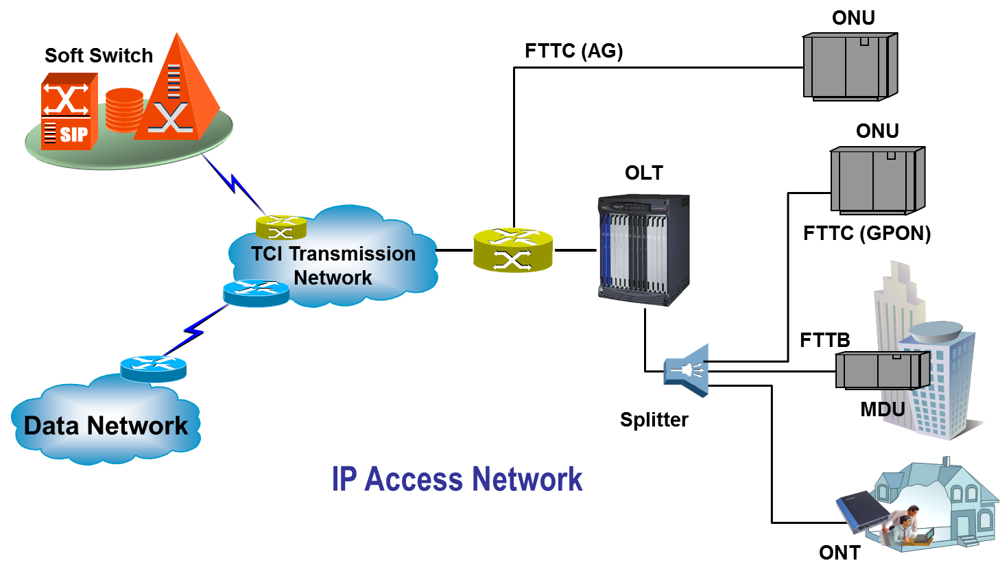 ONU
Soft Switch
FTTC (AG)
SIP
ONU
OLT
FTTC (GPON)
TCI Transmission
Network
FTTB
MDU
Splitter
Data Network
IP Access Network
ONT